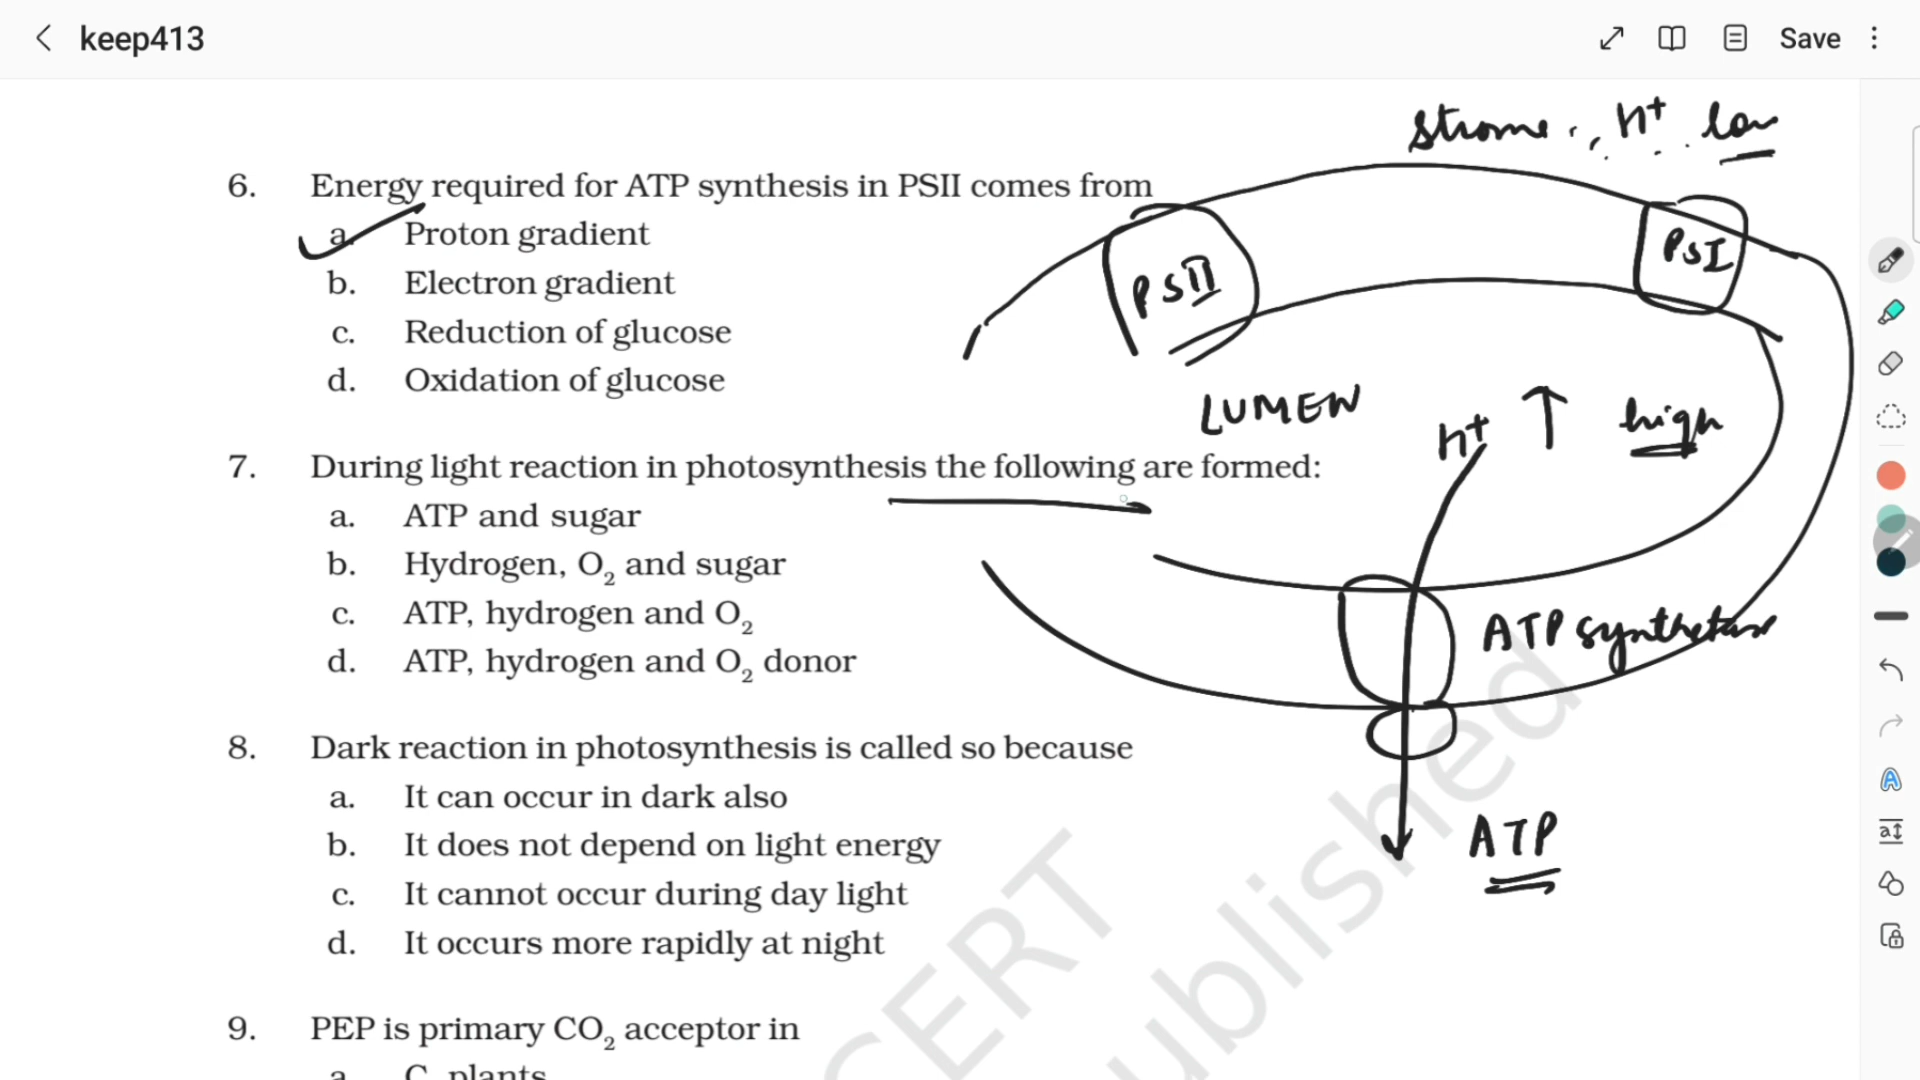 keep413
Save
strome H+ low
6. Energy required for ATP synthesis in PSII comes from
a. Proton gradient
b. Electron gradient
c. Reduction of glucose
d. Oxidation of glucose
PSII
PSI
LUMEN
H+ ↑ high
7. During light reaction in photosynthesis the following are formed:
a. ATP and sugar
b. Hydrogen, O₂ and sugar
c. ATP, hydrogen and O₂
d. ATP, hydrogen and O₂ donor
ATP synthetase
8. Dark reaction in photosynthesis is called so because
a. It can occur in dark also
b. It does not depend on light energy
c. It cannot occur during day light
d. It occurs more rapidly at night
ATP
9. PEP is primary CO₂ acceptor in
a. C plants
CERT
ublished